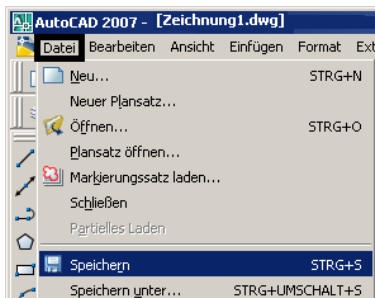 AutoCAD 2007 - [Zeichnung1.dwg]
Datei Bearbeiten Ansicht Einfügen Format
Neu... STRG+N
Neuer Plansatz...
Öffnen... STRG+O
Plansatz öffnen...
Markierungssatz laden...
Schließen
Partielles Laden
Speichern STRG+S
Speichern unter... STRG+UMSCHALT+S